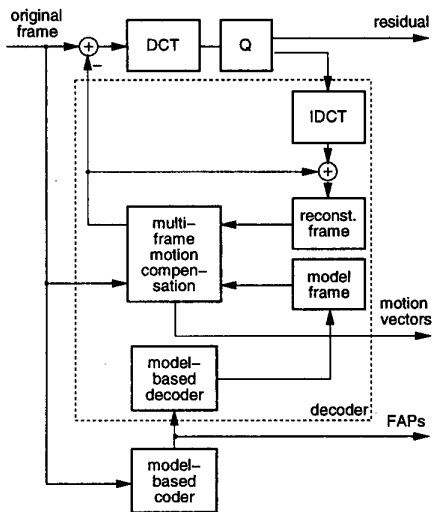 original
frame
residual
DCT
Q
IDCT
reconst.
frame
multi-
frame
motion
compen-
sation
model
frame
motion
vectors
model-
based
decoder
decoder
FAPs
model-
based
coder